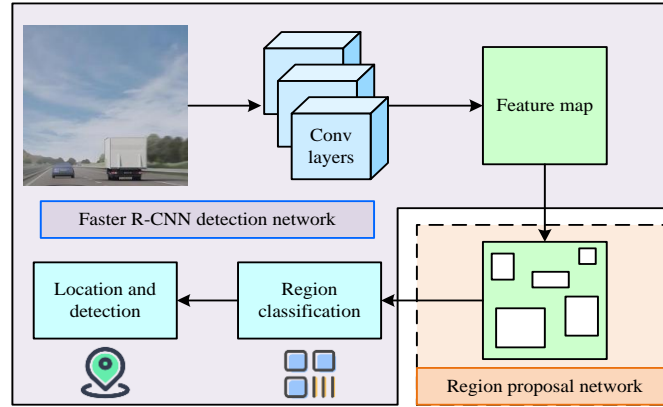 Conv
layers
Feature map
Faster R-CNN detection network
Location and
detection
Region
classification
Region proposal network